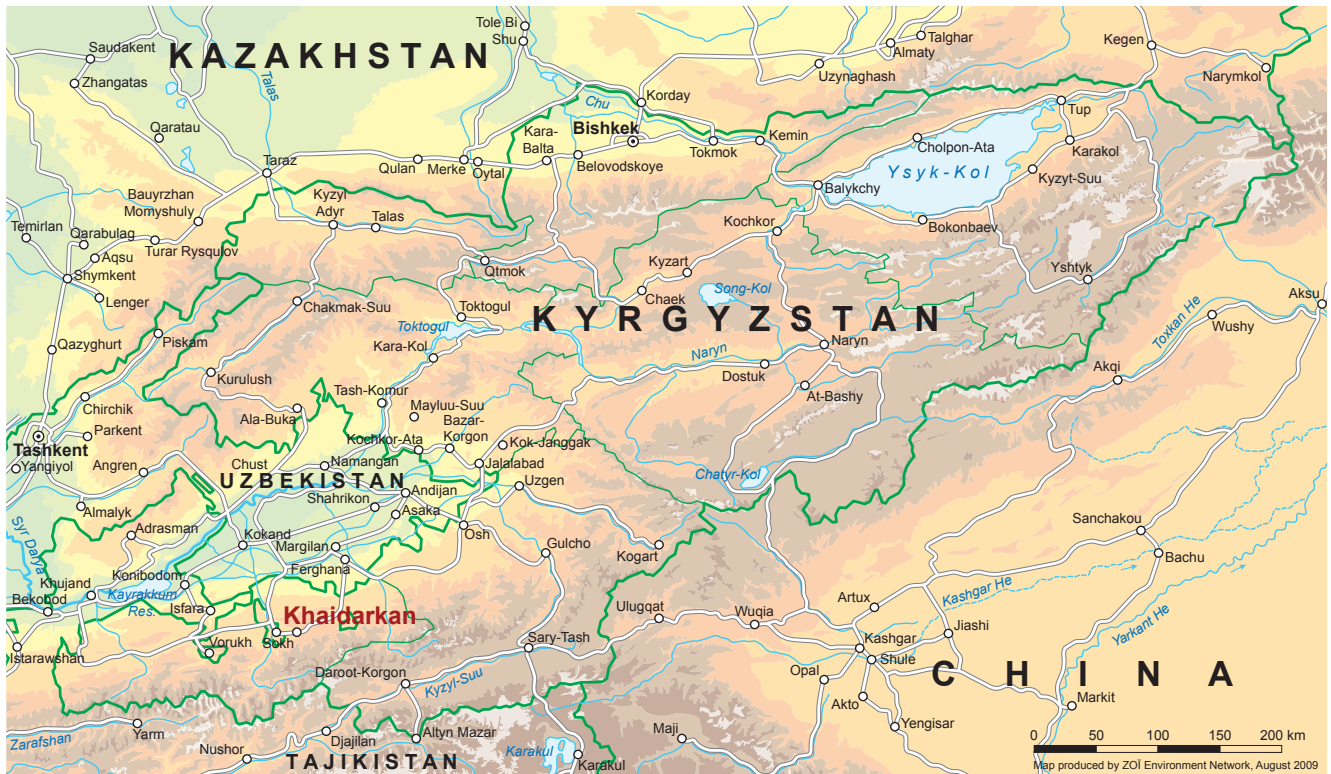 Tole Bi
Shu
Talghar
Almaty
Kegen
Saudakent
KAZAKHSTAN
Uzynaghash
Narymkol
Zhangatas
Talas
Chu
Korday
Qaratau
Kara-
Balta
Bishkek
Tup
Kemin
Cholpon-Ata
Tokmok
Karakol
Taraz
Qulan
Merke
Oytal
Belovodskoye
Ysyk-Kol
Kyzyt-Suu
Bauyrzhan
Momyshuly
Kyzyl
Adyr
Talas
Balykchy
Kochkor
Bokonbaev
Temirlan
Qarabulag
Turar Rysqulov
Aqsu
Shymkent
Qtmok
Kyzart
Yshtyk
Lenger
Chakmak-Suu
Toktogul
Chaek
Song-Kol
Aksu
KYRGYZSTAN
Toxkan He
Wushy
Toktogul
Piskam
Qazyghurt
Kara-Kol
Naryn
Naryn
Kurulush
Dostuk
Akqi
Tash-Komur
At-Bashy
Chirchik
Mayluu-Suu
Ala-Buka
Bazar-
Korgon
Parkent
Tashkent
Kochkor-Ata
Kok-Janggak
Yangiyol
Angren
Chust
Namangan
Jalalabad
Chatyr-Kol
UZBEKISTAN
Uzgen
Shahrikon
Andijan
Almalyk
Asaka
Syr Darya
Adrasman
Sanchakou
Kokand
Osh
Margilan
Gulcho
Kogart
Bachu
Ferghana
Khujand
Konibodom
Kayrakkum
Res.
Kashgar He
Bekobod
Isfara
Artux
Khaidarkan
Ulugqat
Wuqia
Yarkant He
Jiashi
Vorukh
Sokh
Sary-Tash
Kashgar
Istarawshan
Shule
Daroot-Korgon
Opal
CHINA
Kyzyl-Suu
Akto
Markit
Yengisar
Yarm
Altyn Mazar
Zarafshan
Djajilan
Maji
Nushor
Karakul
Karakul
TAJIKISTAN
0 50 100 150 200 km
Map produced by ZOÏ Environment Network, August 2009